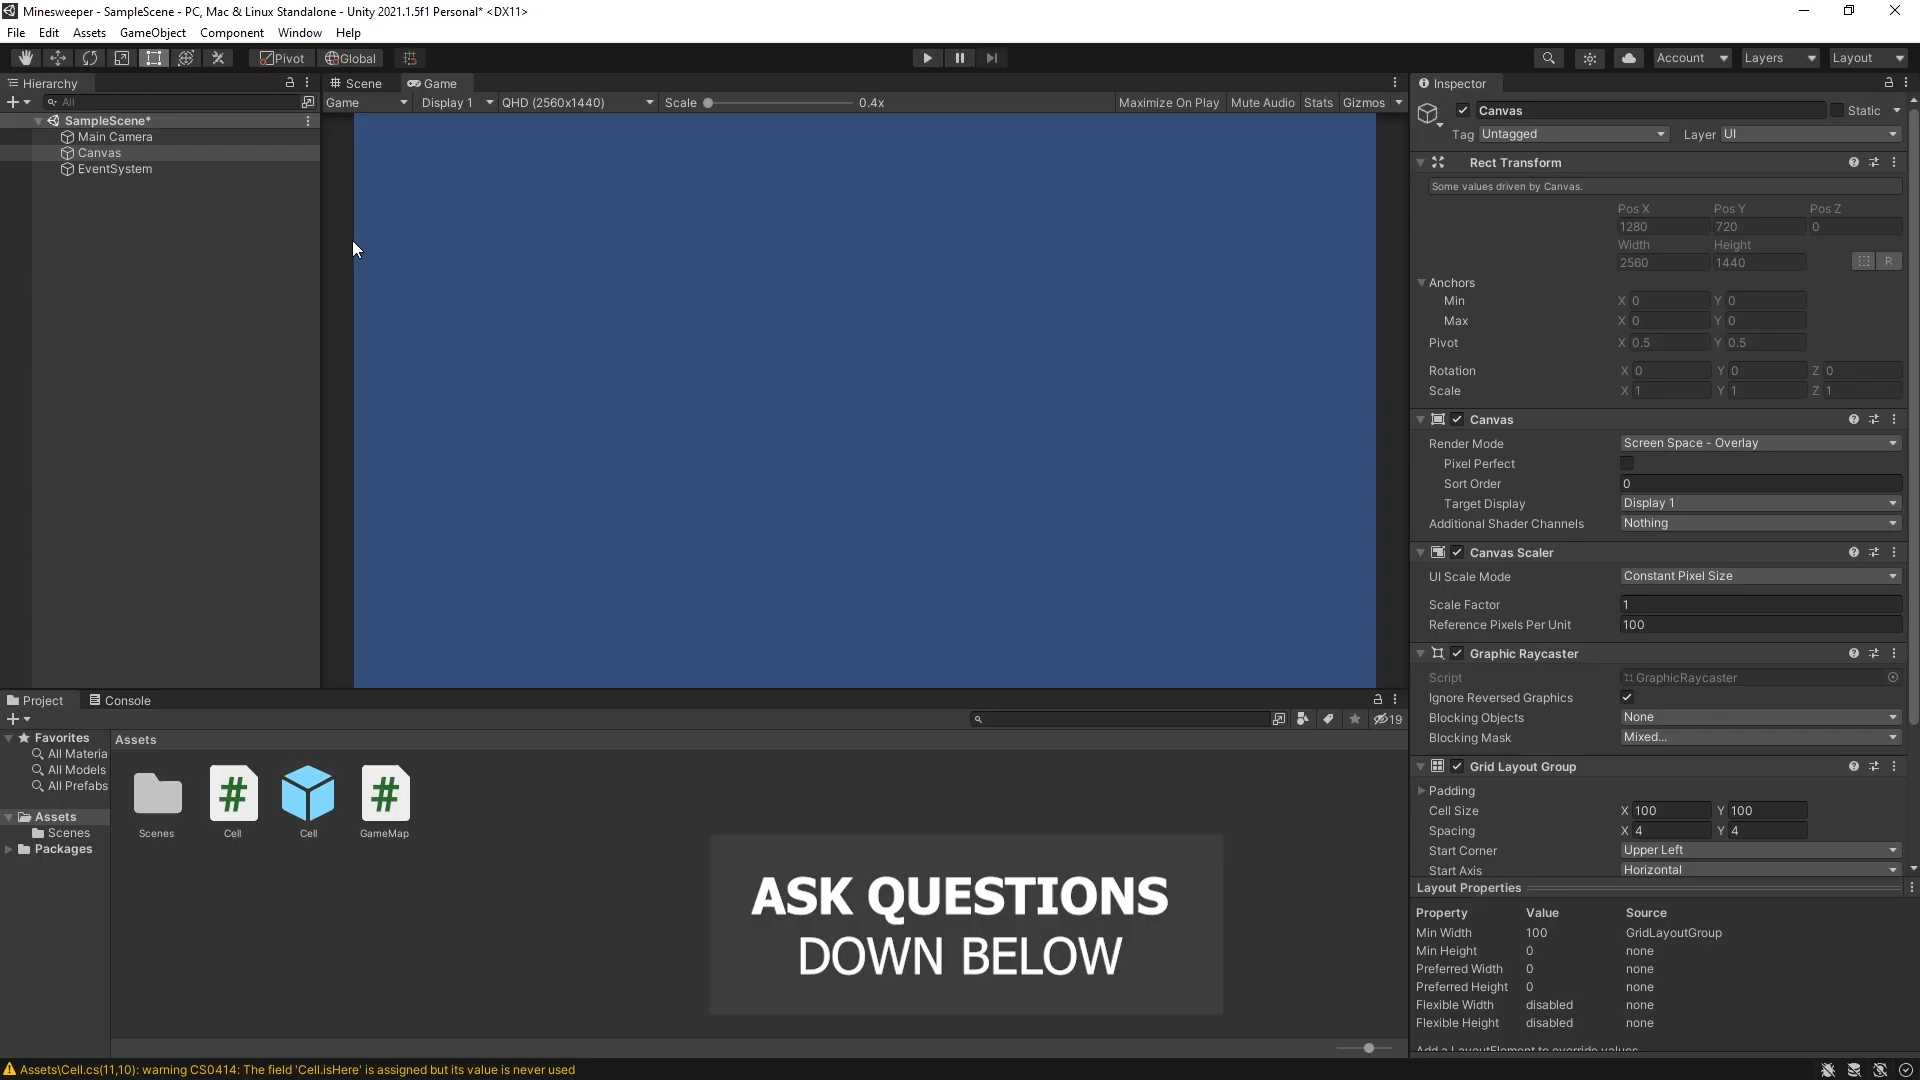 Minesweeper - SampleScene - PC, Mac & Linux Standalone - Unity 2021.1.5f1 Personal* <DX11>
File Edit Assets GameObject Component Window Help
Pivot Global Account Layers Layout
Hierarchy
All
SampleScene*
Main Camera
Canvas
EventSystem
Scene Game
Game Display 1 QHD (2560x1440) Scale 0.4x Maximize On Play Mute Audio Stats Gizmos
Inspector
Canvas Static
Tag Untagged Layer UI
Rect Transform
Some values driven by Canvas.
Pos X Pos Y Pos Z
1280 720 0
Width Height
2560 1440 R
Anchors
Min X 0 Y 0
Max X 0 Y 0
Pivot X 0.5 Y 0.5
Rotation X 0 Y 0 Z 0
Scale X 1 Y 1 Z 1
Canvas
Render Mode Screen Space - Overlay
Pixel Perfect
Sort Order 0
Target Display Display 1
Additional Shader Channels Nothing
Canvas Scaler
UI Scale Mode Constant Pixel Size
Scale Factor 1
Reference Pixels Per Unit 100
Graphic Raycaster
Script GraphicRaycaster
Ignore Reversed Graphics
Blocking Objects None
Blocking Mask Mixed...
Grid Layout Group
Padding
Cell Size X 100 Y 100
Spacing X 4 Y 4
Start Corner Upper Left
Start Axis Horizontal
Layout Properties
Property Value Source
Min Width 100 GridLayoutGroup
Min Height 0 none
Preferred Width 0 none
Preferred Height 0 none
Flexible Width disabled none
Flexible Height disabled none
Add a LayoutElement to override values.
Project Console
19
Favorites
All Materia
All Models
All Prefabs
Assets
Scenes
Packages
Assets
Scenes Cell Cell GameMap
ASK QUESTIONS
DOWN BELOW
Assets\Cell.cs(11,10): warning CS0414: The field 'Cell.isHere' is assigned but its value is never used